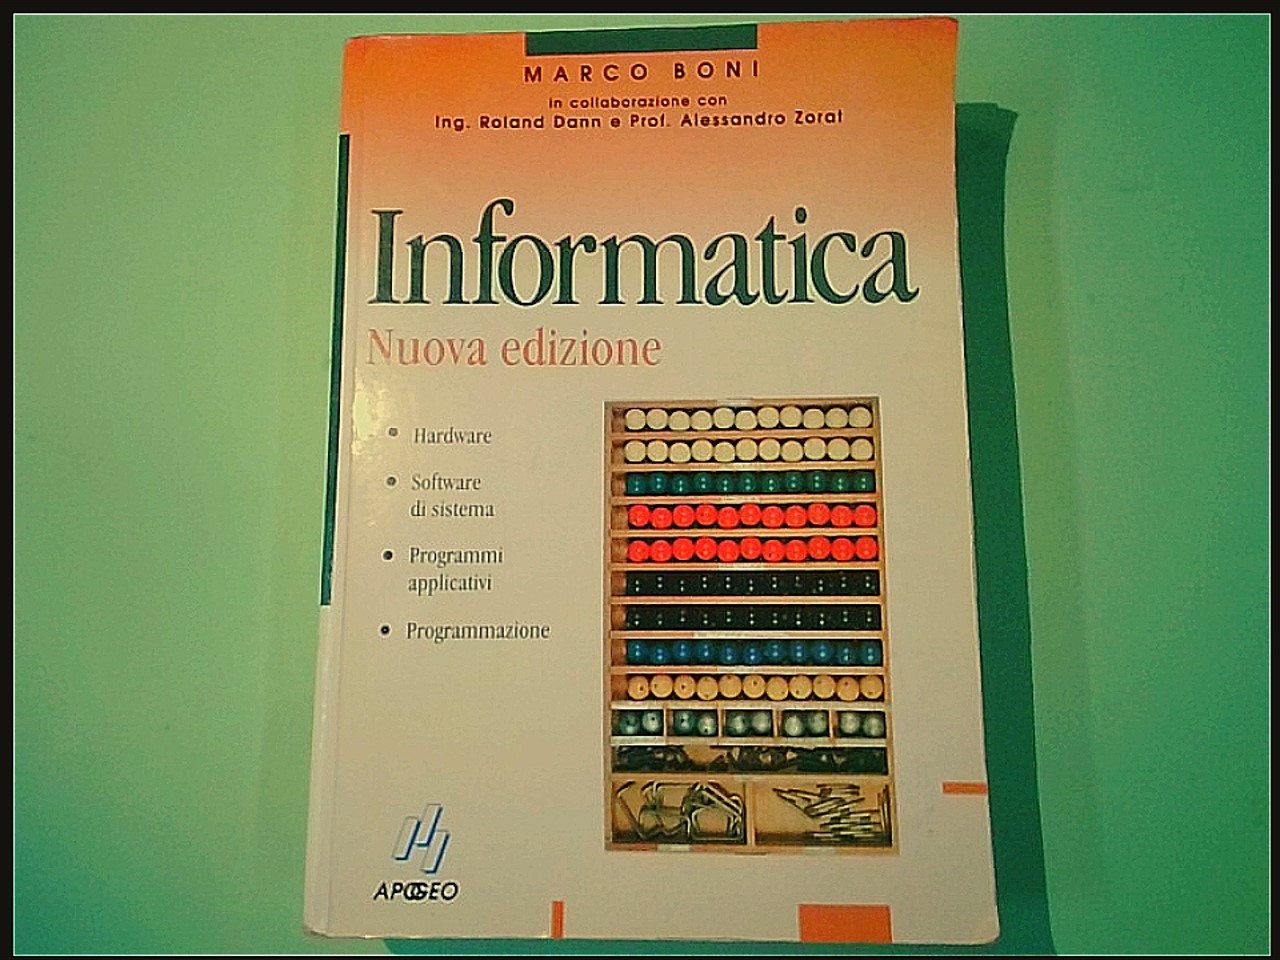 MARCO BONI
in collaborazione con
Ing. Roland Dann e Prof. Alessandro Zorat
Informatica
Nuova edizione
• Hardware
• Software
di sistema
• Programmi
applicativi
• Programmazione
APOGEO